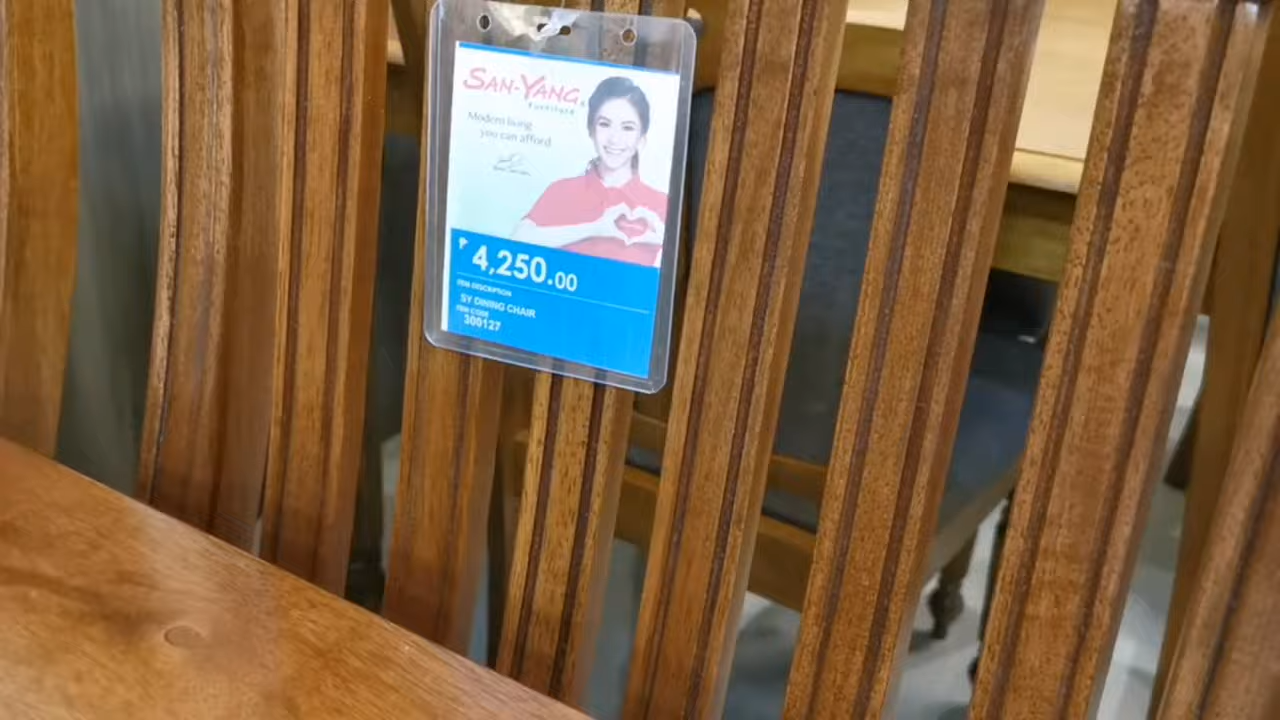 SAN-YANG
Furniture
Modern living
you can afford
₱ 4,250.00
ITEM DESCRIPTION
SY DINING CHAIR
ITEM CODE
300127